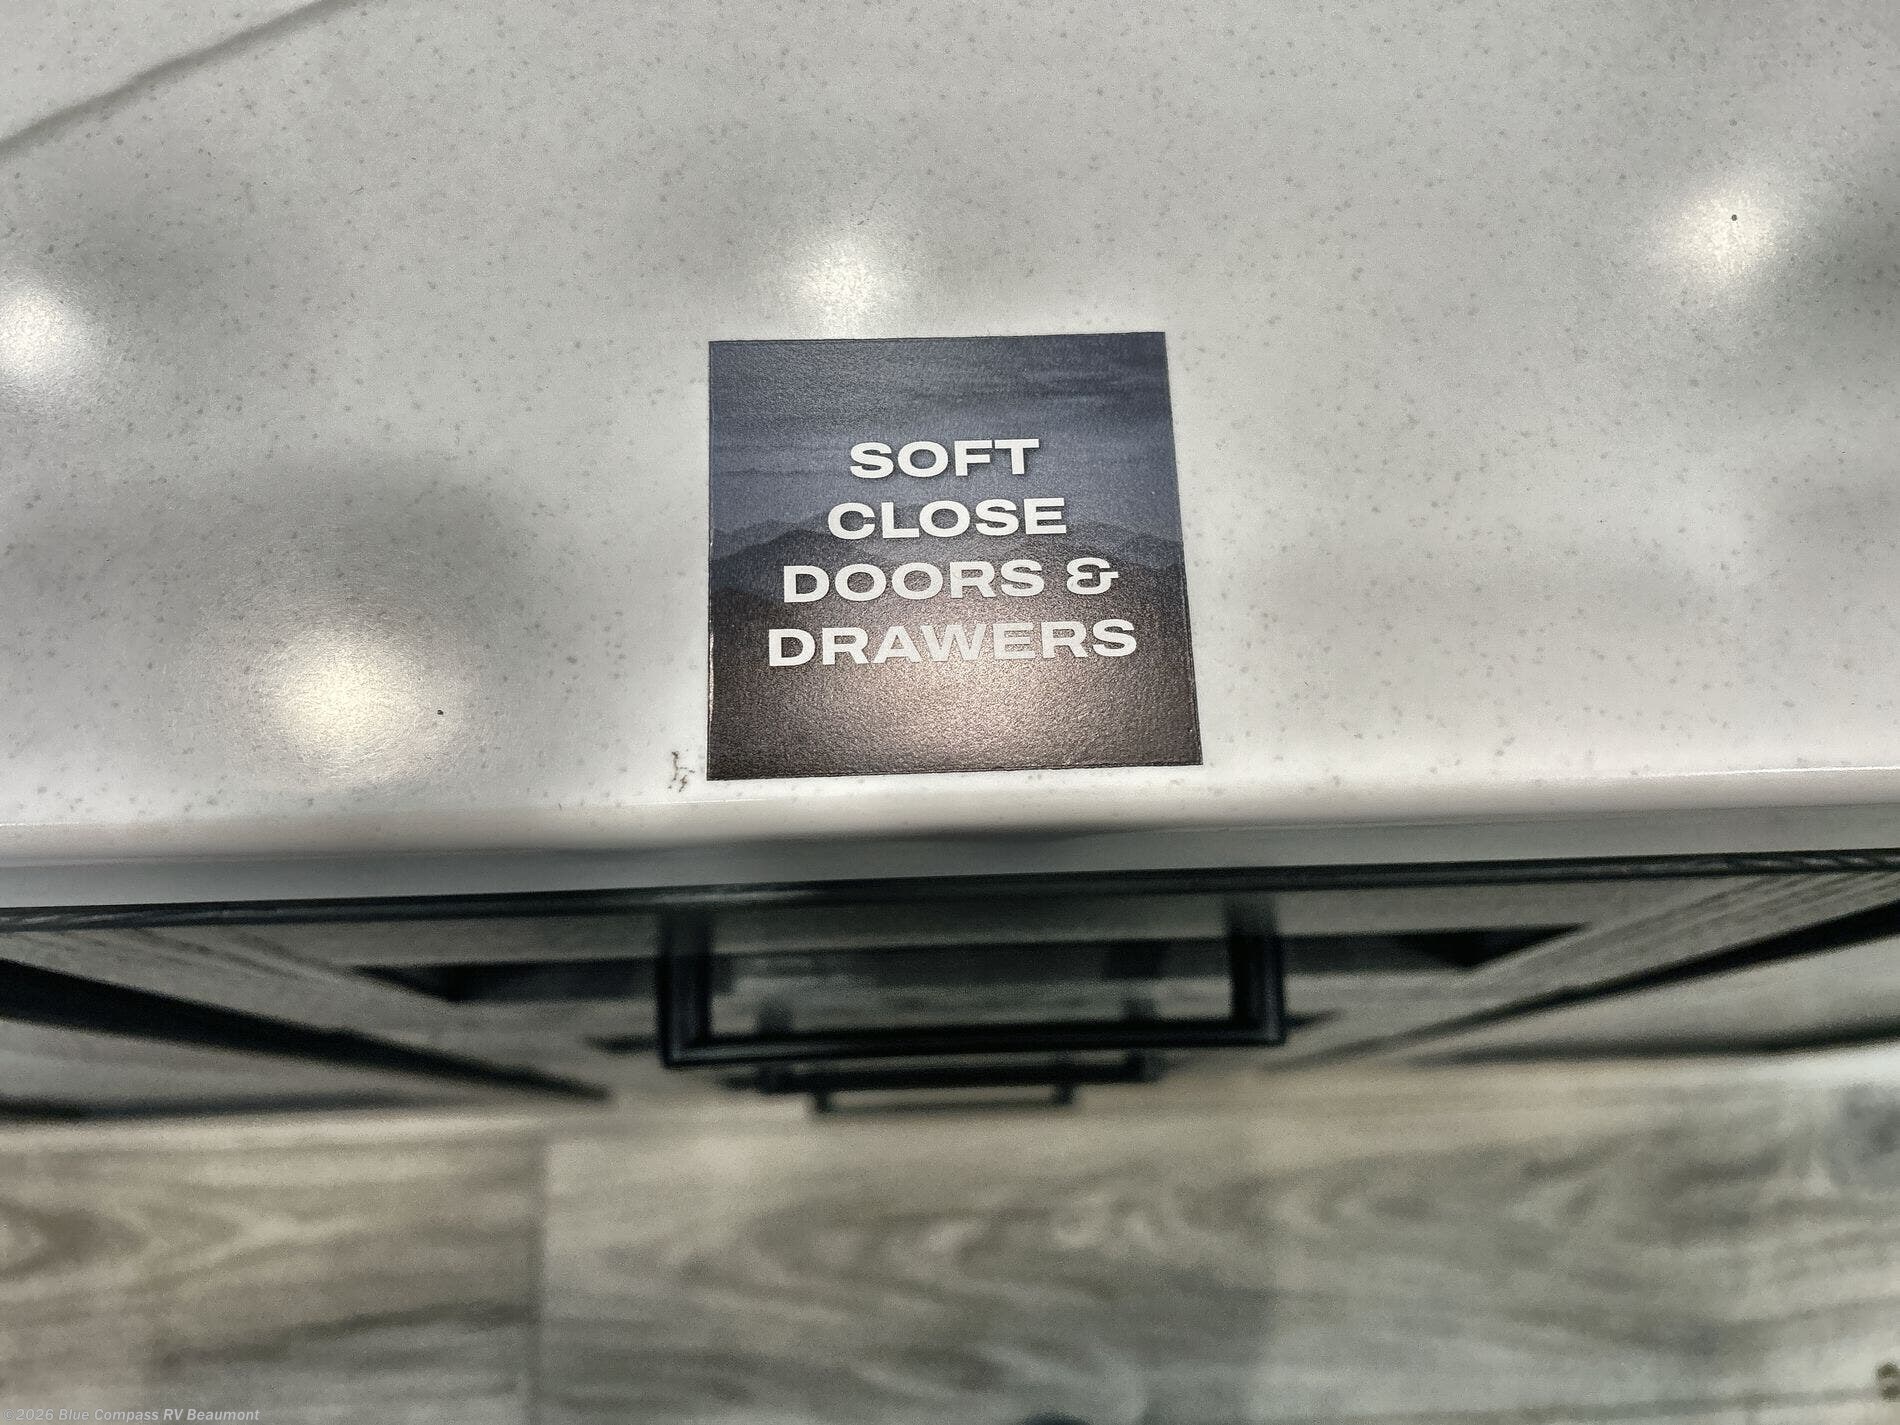 SOFT
CLOSE
DOORS &
DRAWERS
©2026 Blue Compass RV Beaumont